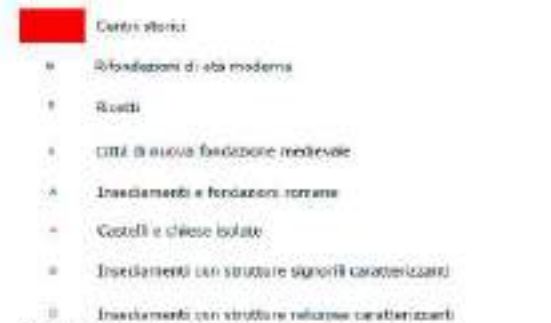 Centri storici
Rifondazioni di età moderna
Ricetti
Città di nuova fondazione medievale
Insediamenti e fondazioni romane
Castelli e chiese isolate
Insediamenti con strutture signorili caratterizzanti
Insediamenti con strutture religiose caratterizzanti